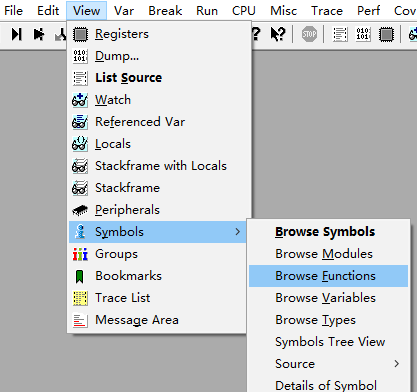 File Edit View Var Break Run CPU Misc Trace Perf Cov
Registers
Dump...
List Source
Watch
Referenced Var
Locals
Stackframe with Locals
Stackframe
Peripherals
Symbols
Groups
Bookmarks
Trace List
Message Area
Browse Symbols
Browse Modules
Browse Functions
Browse Variables
Browse Types
Symbols Tree View
Source
Details of Symbol
STOP